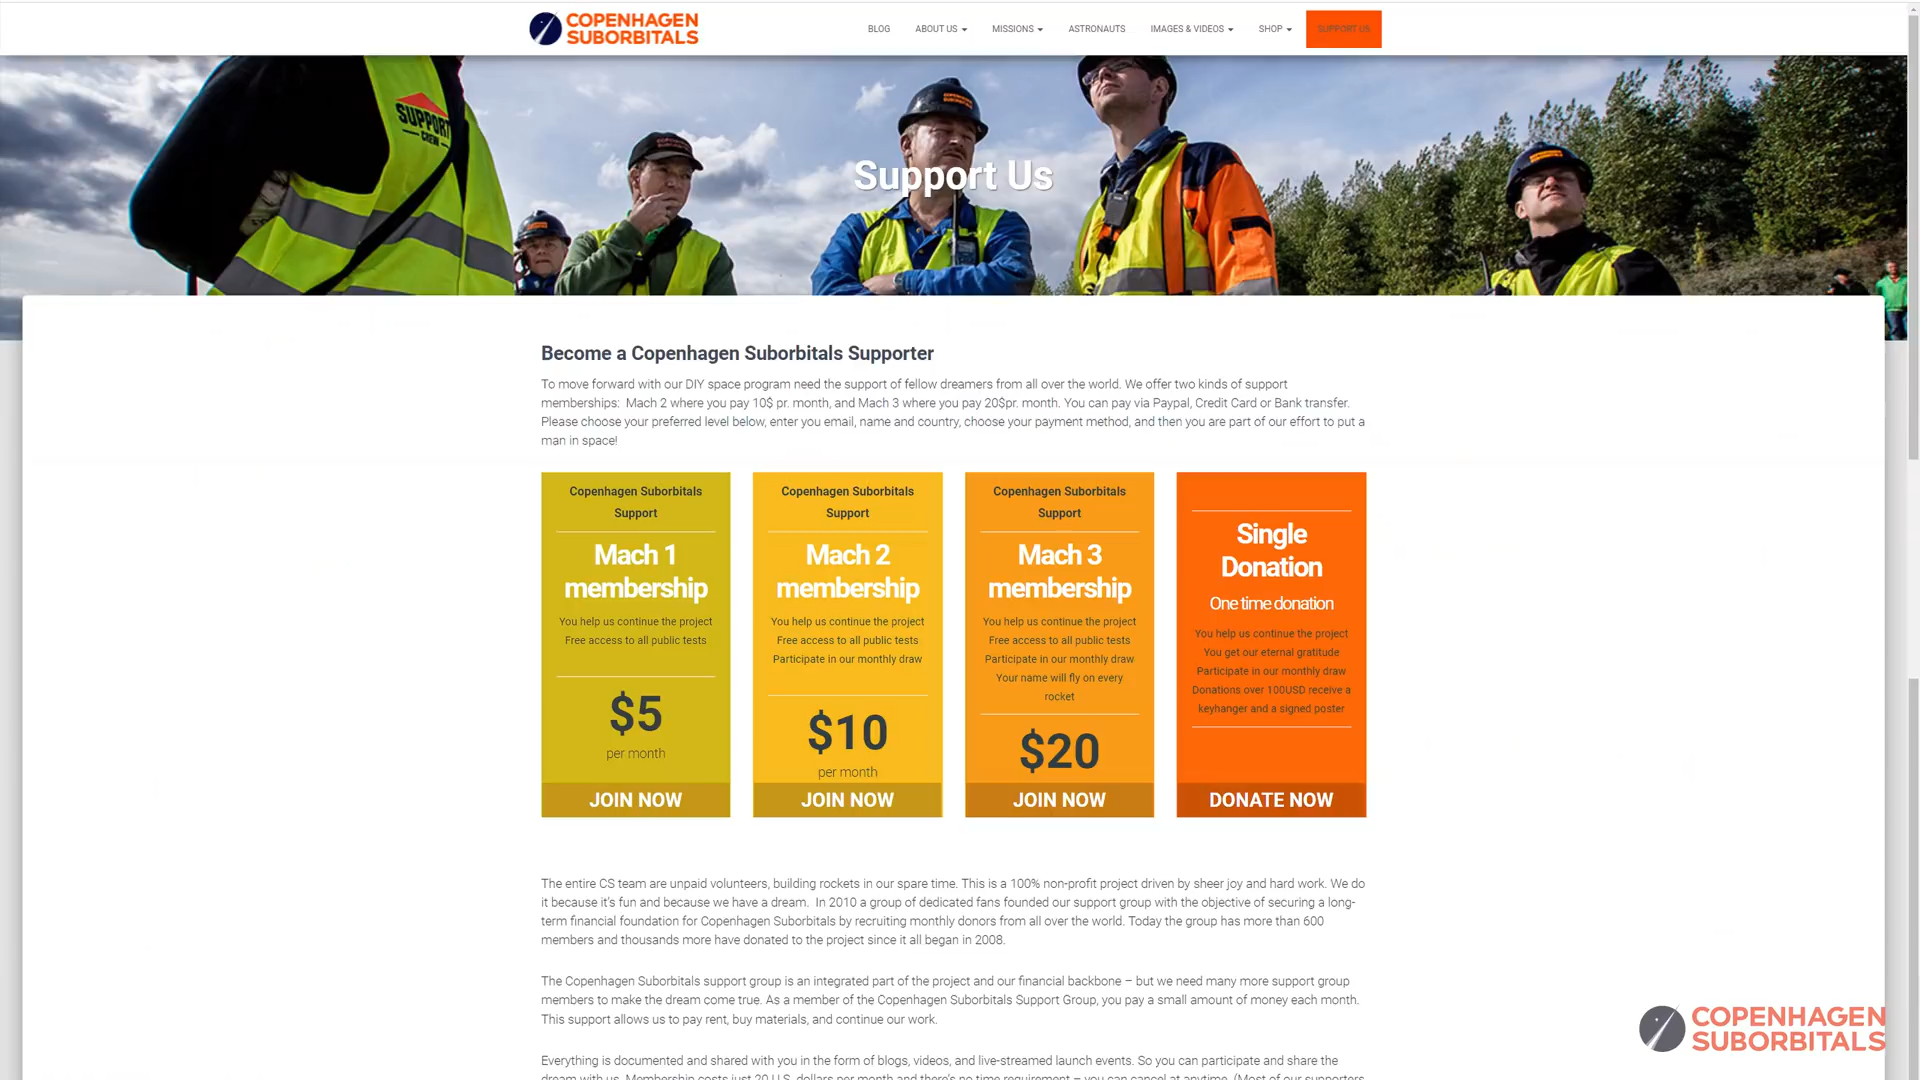 COPENHAGEN
SUBORBITALS
BLOG ABOUT US MISSIONS ASTRONAUTS IMAGES & VIDEOS SHOP SUPPORT US
SUPPORT
CREW
Support Us
Become a Copenhagen Suborbitals Supporter
To move forward with our DIY space program need the support of fellow dreamers from all over the world. We offer two kinds of support
memberships: Mach 2 where you pay 10$ pr. month, and Mach 3 where you pay 20$pr. month. You can pay via Paypal, Credit Card or Bank transfer.
Please choose your preferred level below, enter you email, name and country, choose your payment method, and then you are part of our effort to put a
man in space!
Copenhagen Suborbitals
Support
Mach 1
membership
You help us continue the project
Free access to all public tests
$5
per month
JOIN NOW
Copenhagen Suborbitals
Support
Mach 2
membership
You help us continue the project
Free access to all public tests
Participate in our monthly draw
$10
per month
JOIN NOW
Copenhagen Suborbitals
Support
Mach 3
membership
You help us continue the project
Free access to all public tests
Participate in our monthly draw
Your name will fly on every
rocket
$20
JOIN NOW
Single
Donation
One time donation
You help us continue the project
You get our eternal gratitude
Participate in our monthly draw
Donations over 100USD receive a
keyhanger and a signed poster
DONATE NOW
The entire CS team are unpaid volunteers, building rockets in our spare time. This is a 100% non-profit project driven by sheer joy and hard work. We do
it because it's fun and because we have a dream. In 2010 a group of dedicated fans founded our support group with the objective of securing a long-
term financial foundation for Copenhagen Suborbitals by recruiting monthly donors from all over the world. Today the group has more than 600
members and thousands more have donated to the project since it all began in 2008.
The Copenhagen Suborbitals support group is an integrated part of the project and our financial backbone – but we need many more support group
members to make the dream come true. As a member of the Copenhagen Suborbitals Support Group, you pay a small amount of money each month.
This support allows us to pay rent, buy materials, and continue our work.
Everything is documented and shared with you in the form of blogs, videos, and live-streamed launch events. So you can participate and share the
dream with us. Membership costs just 20 U.S. dollars per month and there's no time requirement – you can cancel at anytime. (Most of our supporters
COPENHAGEN
SUBORBITALS